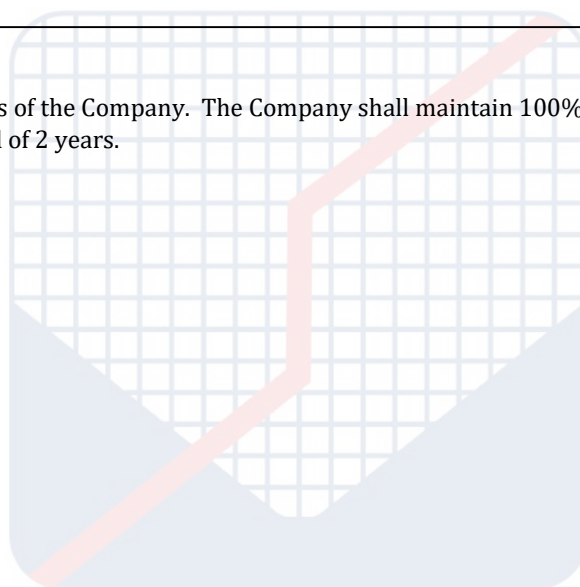 s of the Company. The Company shall maintain 100%
of 2 years.